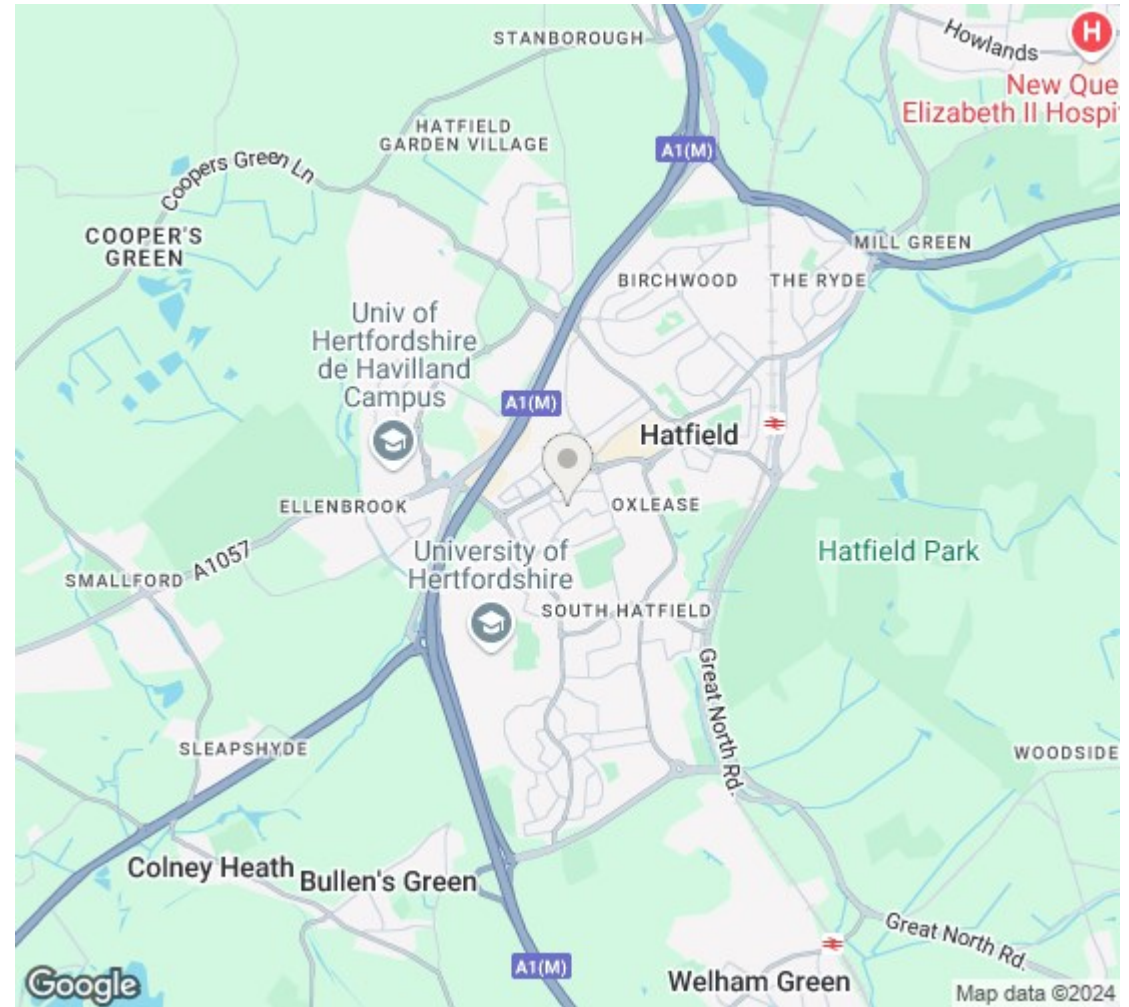 STANBOROUGH
Howlands
H
New Que
Elizabeth II Hospi
HATFIELD
GARDEN VILLAGE
A1(M)
Coopers Green Ln
COOPER'S
GREEN
MILL GREEN
BIRCHWOOD
THE RYDE
Univ of
Hertfordshire
de Havilland
Campus
A1(M)
Hatfield
ELLENBROOK
OXLEASE
University of
Hertfordshire
Hatfield Park
SMALLFORD
A1057
SOUTH HATFIELD
Great North Rd.
SLEAPSHYDE
WOODSIDE
Colney Heath
Bullen's Green
Great North Rd.
A1(M)
Welham Green
Google
Map data ©2024